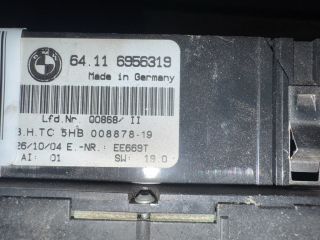 BMW
64.11 6956319
Made in Germany
Lfd.Nr. 00868/ II
B.H.TC 5HB 008878-19
26/10/04 E.-NR.: EE669T
AI: 01 SW: 19.0